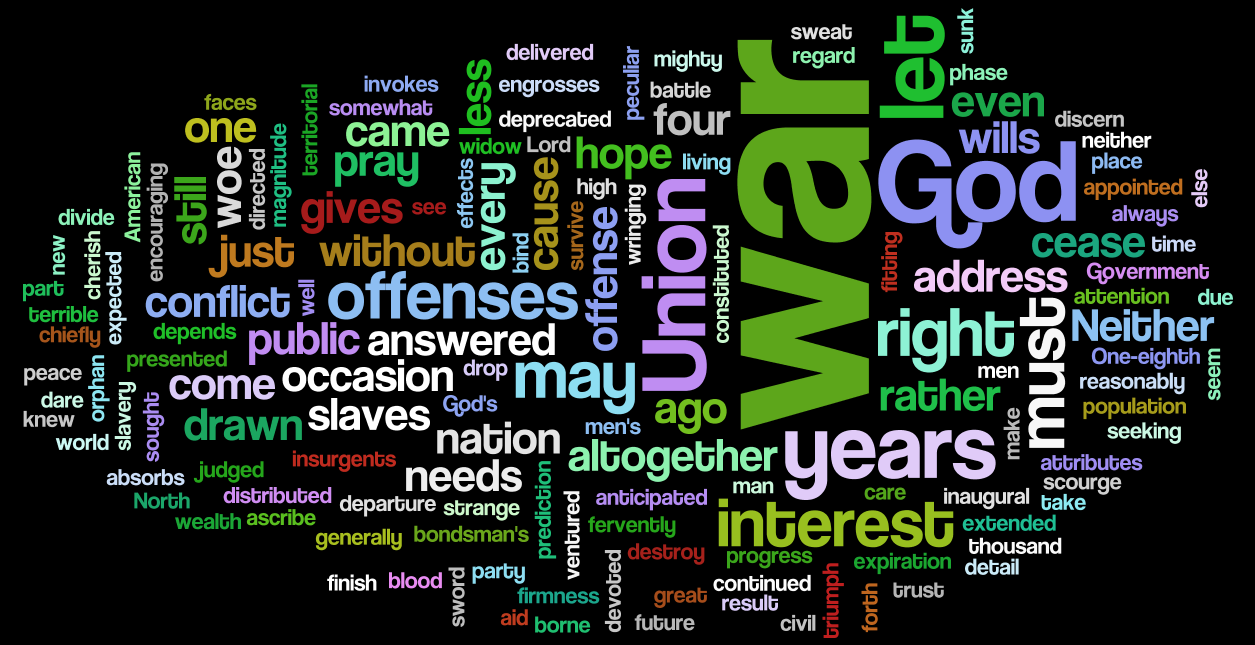 sweat
sunk
delivered
regard
let
mighty
peculiar
less
phase
invokes
engrosses
battle
even
faces
somewhat
territorial
deprecated
four
war
discern
one
came
wills
neither
magnitude
widow
Lord
hope
God
American
woe
directed
pray
living
place
encouraging
still
effects
every
cause
high
wringing
Union
appointed
else
divide
gives
see
survive
always
new
cherish
just
without
bind
offense
constituted
fitting
cease
time
expected
address
Government
part
conflict
well
offenses
must
attention
due
terrible
chiefly
depends
public
answered
right
Neither
presented
One-eighth
seem
peace
orphan
come
occasion
drop
may
men
reasonably
dare
slavery
sought
slaves
God's
ago
rather
population
knew
drawn
men's
make
world
nation
years
seeking
insurgents
altogether
attributes
absorbs
judged
needs
prediction
man
care
scourge
North
distributed
departure
strange
ventured
anticipated
interest
inaugural
take
wealth
ascribe
fervently
extended
generally
bondsman's
thousand
destroy
progress
expiration
detail
finish
blood
sword
party
devoted
continued
triumph
forth
trust
firmness
great
result
aid
borne
future
civil